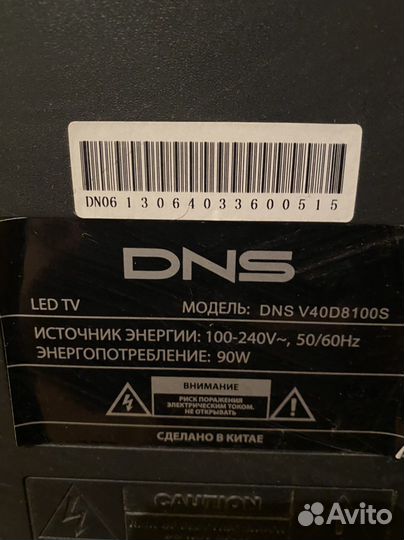 DN0613064033600515
DNS
LED TV МОДЕЛЬ: DNS V40D8100S
ИСТОЧНИК ЭНЕРГИИ: 100-240V~, 50/60Hz
ЭНЕРГОПОТРЕБЛЕНИЕ: 90W
ВНИМАНИЕ
РИСК ПОРАЖЕНИЯ
ЭЛЕКТРИЧЕСКИМ ТОКОМ.
НЕ ОТКРЫВАТЬ
СДЕЛАНО В КИТАЕ
CAUTION
Avito